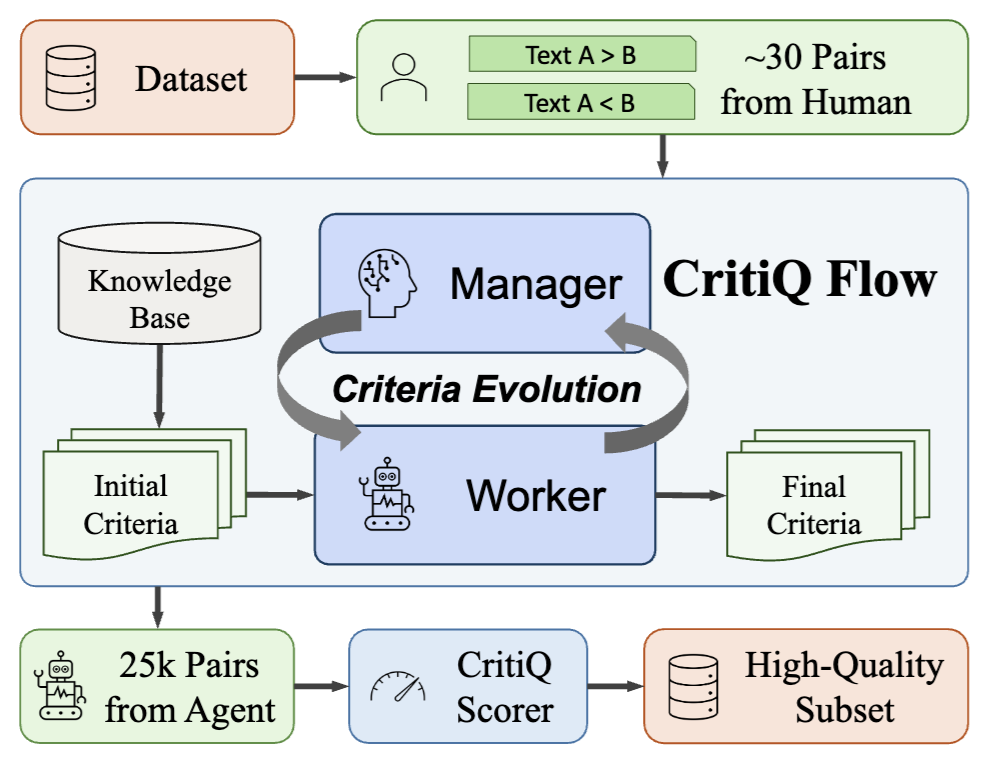 Dataset
Text A > B
Text A < B
~30 Pairs
from Human
Knowledge
Base
Manager
CritiQ Flow
Criteria Evolution
Initial
Criteria
Worker
Final
Criteria
25k Pairs
from Agent
CritiQ
Scorer
High-Quality
Subset